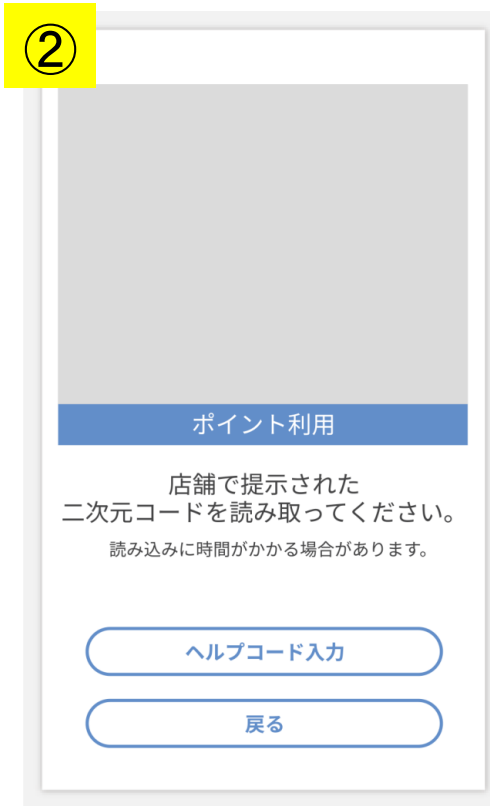 ②
ポイント利用
店舗で提示された
二次元コードを読み取ってください。
読み込みに時間がかかる場合があります。
ヘルプコード入力
戻る